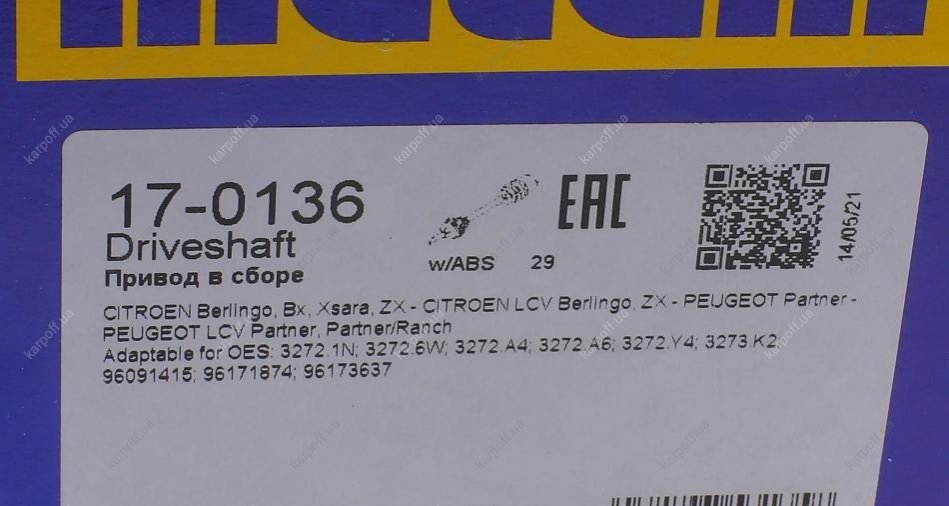 17-0136
Driveshaft
Привод в сборе
w/ABS 29
EAC
14/05/21
CITROEN Berlingo, Bx, Xsara, ZX - CITROEN LCV Berlingo, ZX - PEUGEOT Partner -
PEUGEOT LCV Partner, Partner/Ranch
Adaptable for OES: 3272.1N; 3272.6W; 3272.A4; 3272.A6; 3272.Y4; 3273.K2;
96091415; 96171874; 96173637
karpoff.ua